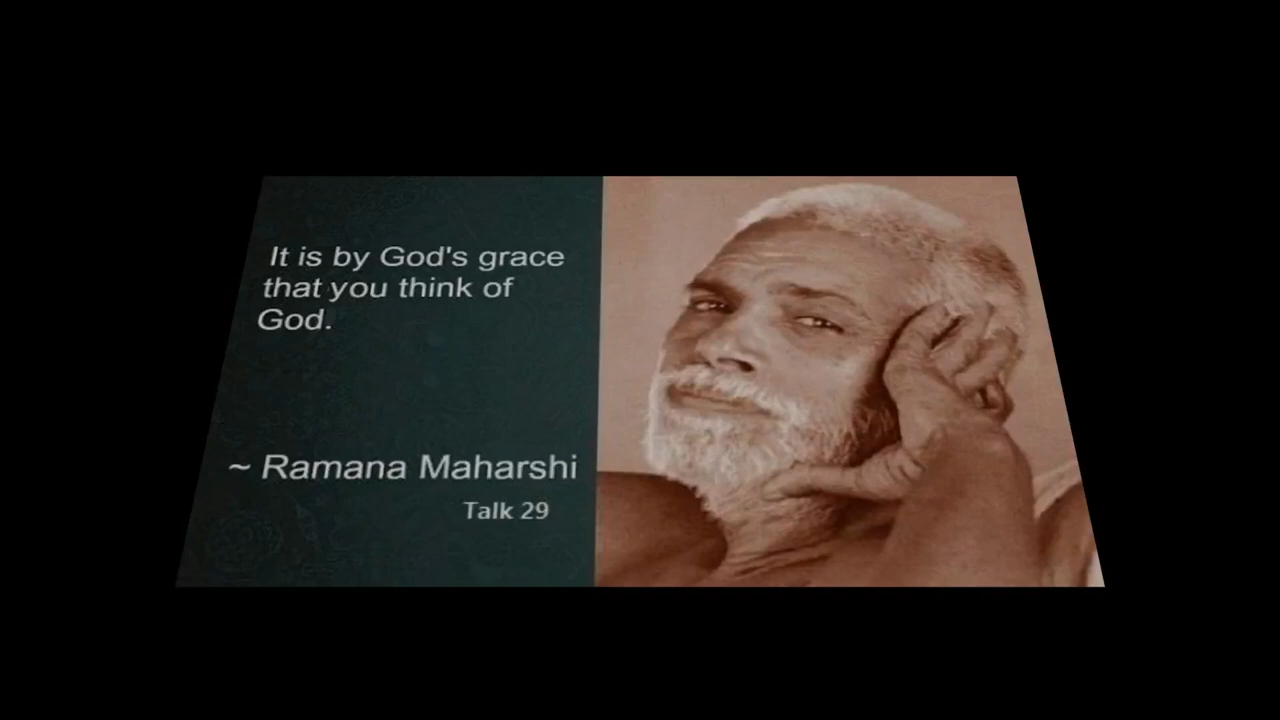 It is by God's grace
that you think of
God.
~ Ramana Maharshi
Talk 29